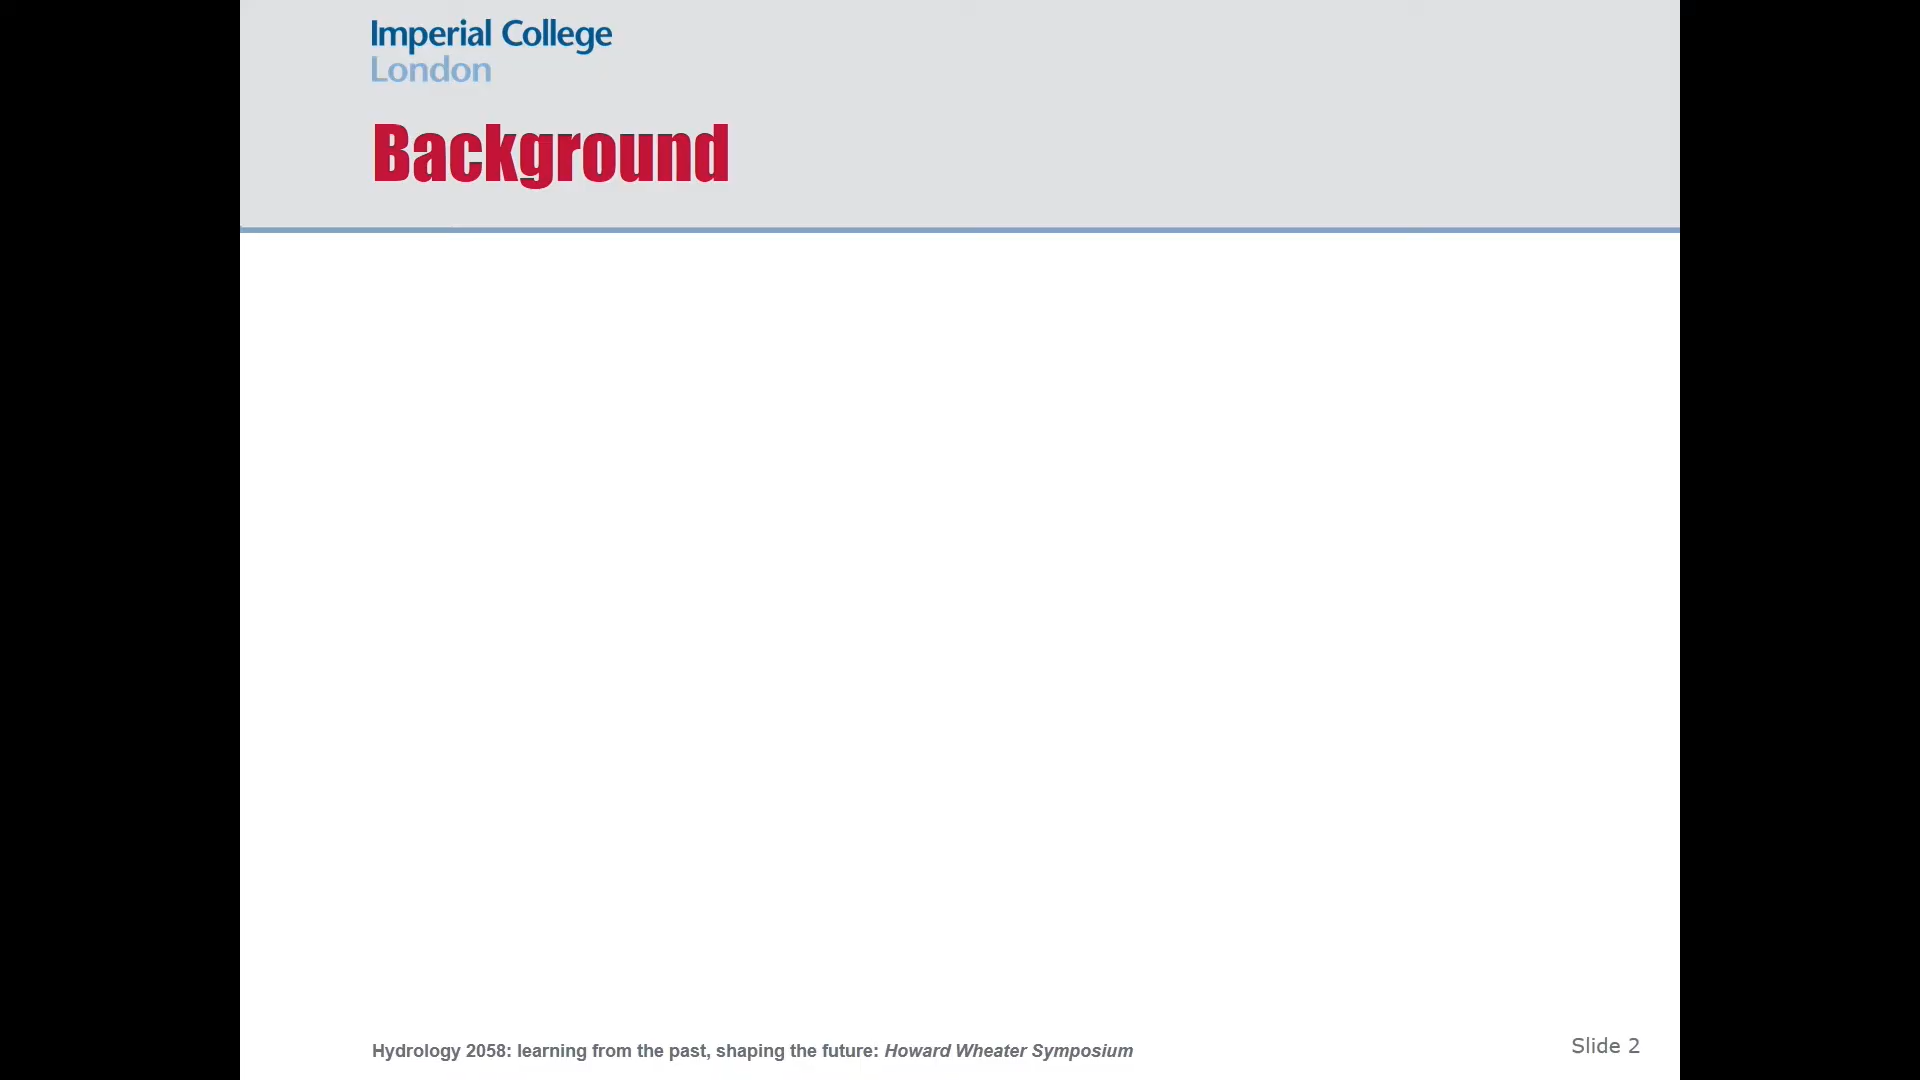 Imperial College
London
Background
Hydrology 2058: learning from the past, shaping the future: Howard Wheater Symposium
Slide 2